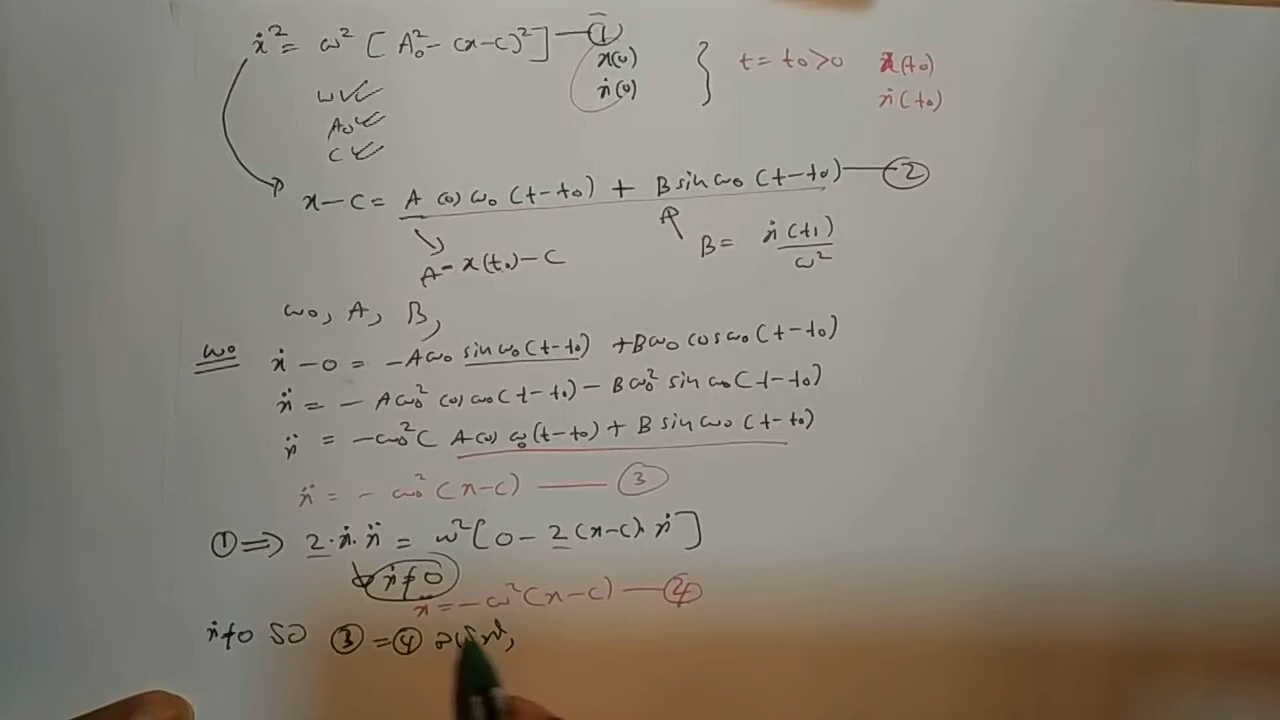 ẋ² = ω² [A₀² - (x-c)²] — ①
x(0)
ẋ(0)
} t = t₀ > 0 x(t₀)
ẋ(t₀)
ω ✓
A₀ ✓
C ✓
x - c = A cos ω₀ (t-t₀) + B sin ω₀ (t-t₀) — ②
A = x(t₀) - C
B = ẋ(t₁)/ω²
ω₀, A, B,
ω₀ ẋ - 0 = -Aω₀ sin ω₀ (t-t₀) + Bω₀ cos ω₀ (t-t₀)
ẍ = - Aω₀² cos ω₀ (t-t₀) - Bω₀² sin ω₀ (t-t₀)
ẍ = -ω₀² ( A cos ω₀ (t-t₀) + B sin ω₀ (t-t₀)
ẍ = - ω₀² (x-c) — ③
① ⇒ 2·ẋ·ẍ = ω² [0 - 2(x-c)·ẋ]
ẋ ≠ 0
ẍ = -ω² (x-c) — ④
ẋ≠0 so ③ = ④